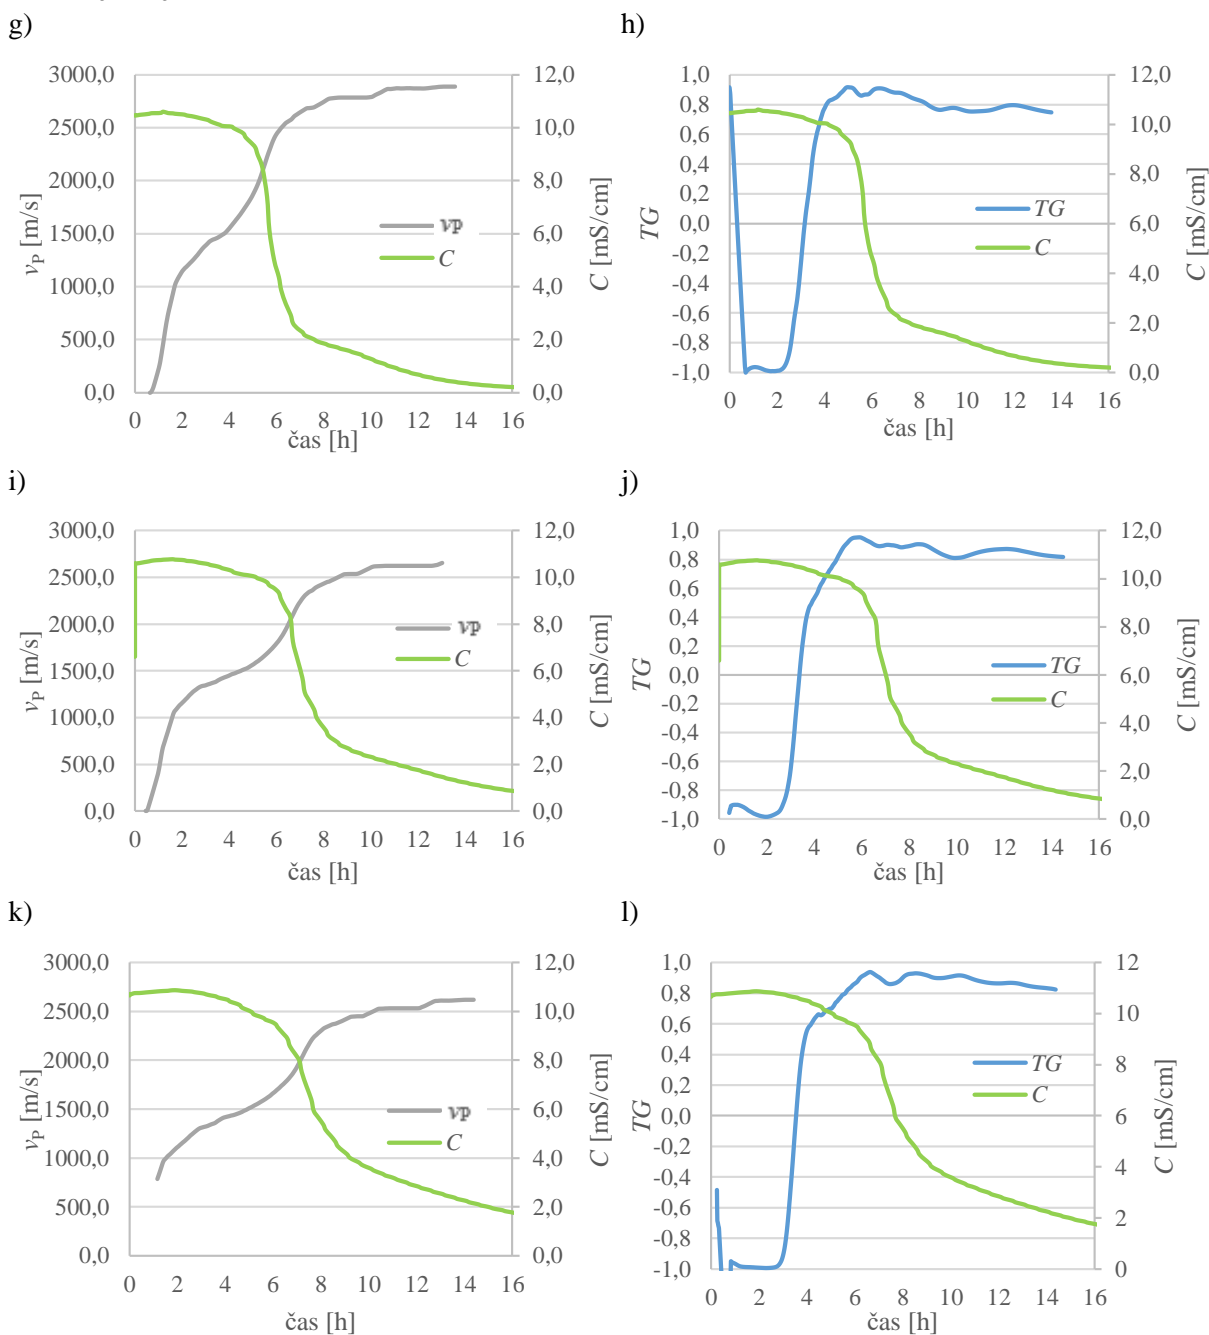 g)
3000,0
2500,0
2000,0
1500,0
1000,0
500,0
0,0
vP [m/s]
12,0
10,0
8,0
6,0
4,0
2,0
0,0
C [mS/cm]
vP
C
0 2 4 6 8 10 12 14 16
čas [h]
h)
1,0
0,8
0,6
0,4
0,2
0,0
-0,2
-0,4
-0,6
-0,8
-1,0
TG
12,0
10,0
8,0
6,0
4,0
2,0
0,0
C [mS/cm]
TG
C
0 2 4 6 8 10 12 14 16
čas [h]
i)
3000,0
2500,0
2000,0
1500,0
1000,0
500,0
0,0
vP [m/s]
12,0
10,0
8,0
6,0
4,0
2,0
0,0
C [mS/cm]
vP
C
0 2 4 6 8 10 12 14 16
čas [h]
j)
1,0
0,8
0,6
0,4
0,2
0,0
-0,2
-0,4
-0,6
-0,8
-1,0
TG
12,0
10,0
8,0
6,0
4,0
2,0
0,0
C [mS/cm]
TG
C
0 2 4 6 8 10 12 14 16
čas [h]
k)
3000,0
2500,0
2000,0
1500,0
1000,0
500,0
0,0
vP [m/s]
12,0
10,0
8,0
6,0
4,0
2,0
0,0
C [mS/cm]
vP
C
0 2 4 6 8 10 12 14 16
čas [h]
l)
1,0
0,8
0,6
0,4
0,2
0,0
-0,2
-0,4
-0,6
-0,8
-1,0
TG
12
10
8
6
4
2
0
C [mS/cm]
TG
C
0 2 4 6 8 10 12 14 16
čas [h]